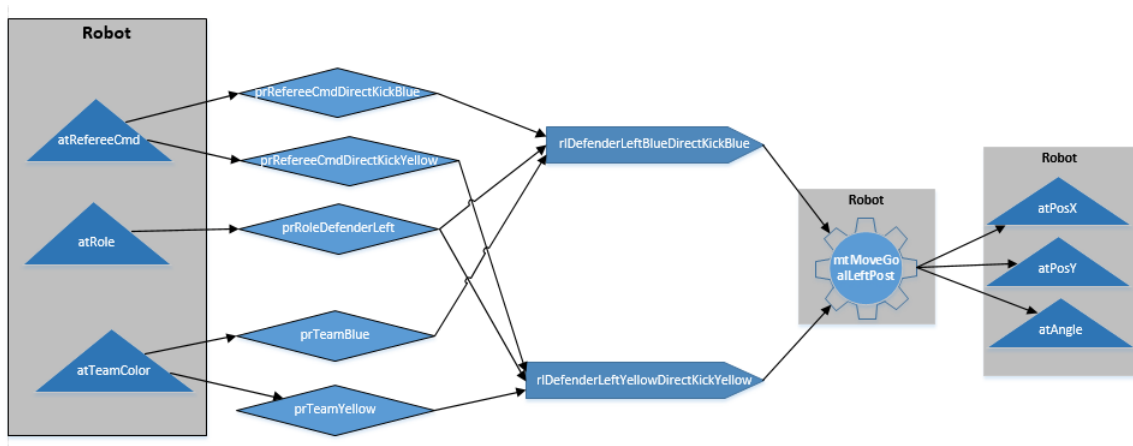 Robot
atRefereeCmd
atRole
atTeamColor
prRefereeCmdDirectKickBlue
prRefereeCmdDirectKickYellow
prRoleDefenderLeft
prTeamBlue
prTeamYellow
rlDefenderLeftBlueDirectKickBlue
rlDefenderLeftYellowDirectKickYellow
Robot
mtMoveGo
alLeftPost
Robot
atPosX
atPosY
atAngle